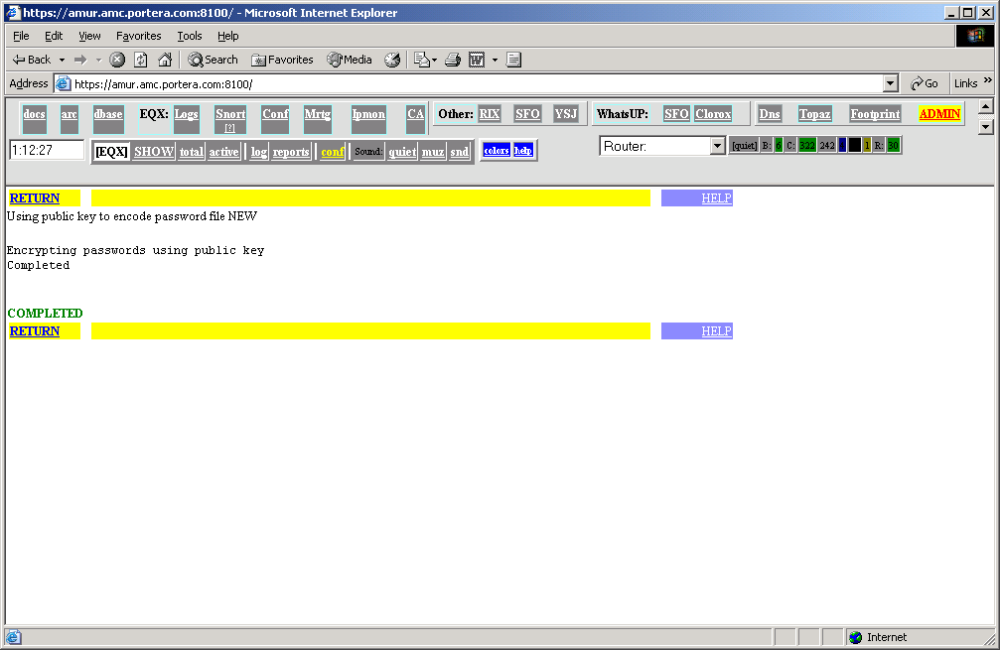 https://amur.amc.portera.com:8100/ - Microsoft Internet Explorer
File Edit View Favorites Tools Help
Back Search Favorites Media
Address https://amur.amc.portera.com:8100/ Go Links »
docs arc dbase EQX: Logs Snort Conf Mrtg Ipmon CA Other: RIX SFO YSJ WhatsUP: SFO Clorox Dns Topaz Footprint ADMIN
[?]
1:12:27 [EQX] SHOW total active log reports conf Sound: quiet muz snd colors help Router: [quiet] B: 6 C: 322 242 1 R: 30
RETURN HELP
Using public key to encode password file NEW
Encrypting passwords using public key
Completed
COMPLETED
RETURN HELP
Internet